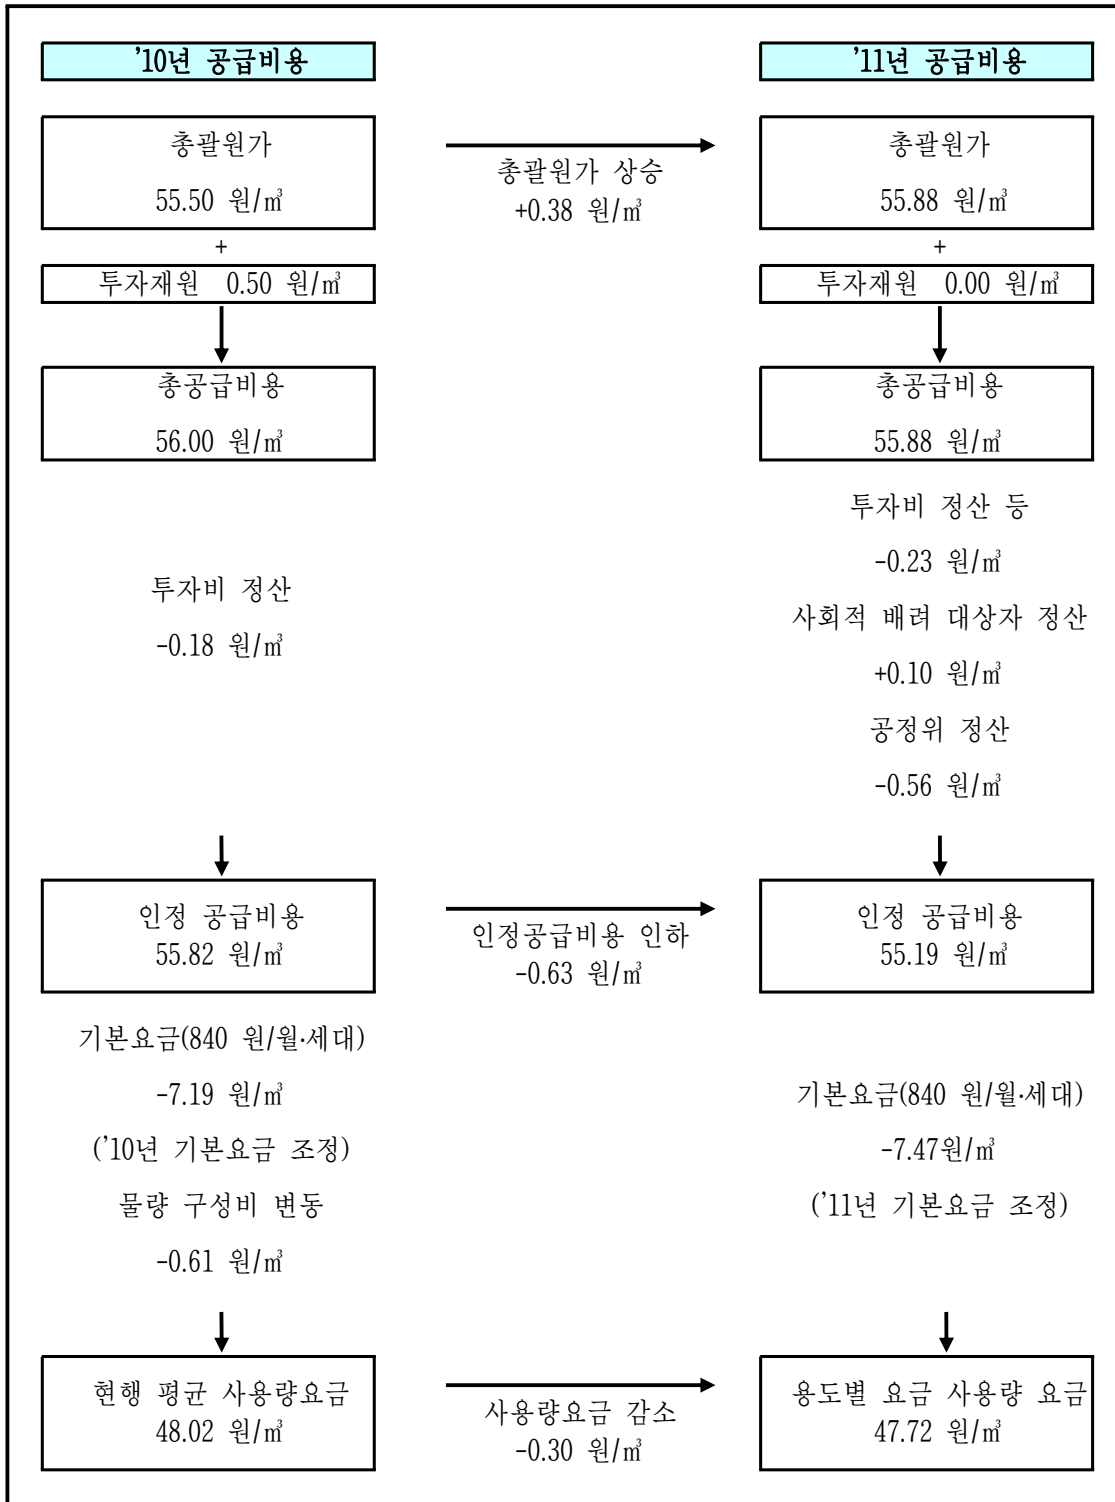 '10년 공급비용
총괄원가
55.50 원/㎥
+
투자재원 0.50 원/㎥
총공급비용
56.00 원/㎥
투자비 정산
-0.18 원/㎥
인정 공급비용
55.82 원/㎥
기본요금(840 원/월·세대)
-7.19 원/㎥
('10년 기본요금 조정)
물량 구성비 변동
-0.61 원/㎥
현행 평균 사용량요금
48.02 원/㎥
총괄원가 상승
+0.38 원/㎥
인정공급비용 인하
-0.63 원/㎥
사용량요금 감소
-0.30 원/㎥
'11년 공급비용
총괄원가
55.88 원/㎥
+
투자재원 0.00 원/㎥
총공급비용
55.88 원/㎥
투자비 정산 등
-0.23 원/㎥
사회적 배려 대상자 정산
+0.10 원/㎥
공정위 정산
-0.56 원/㎥
인정 공급비용
55.19 원/㎥
기본요금(840 원/월·세대)
-7.47원/㎥
('11년 기본요금 조정)
용도별 요금 사용량 요금
47.72 원/㎥